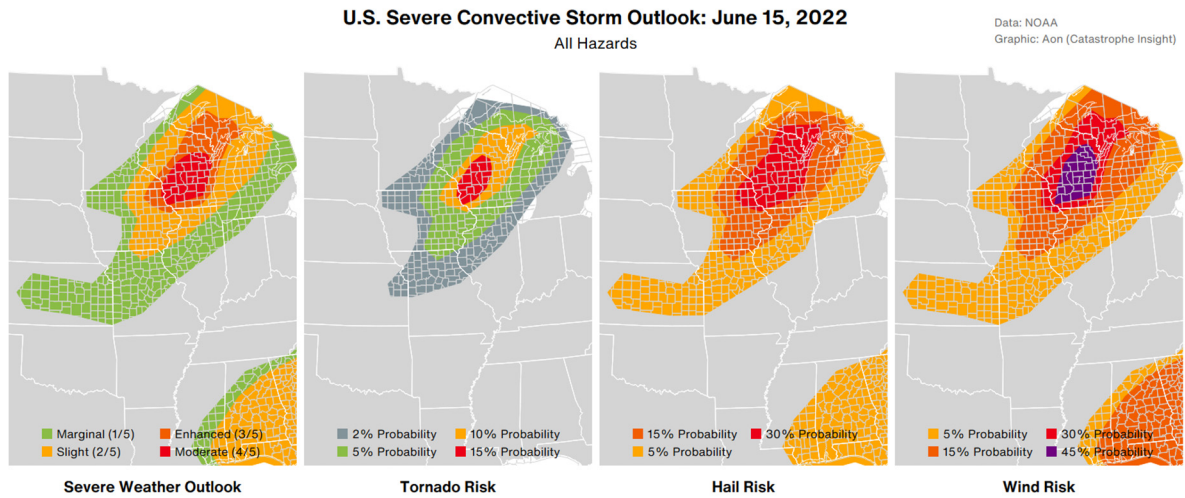 U.S. Severe Convective Storm Outlook: June 15, 2022
All Hazards
Data: NOAA
Graphic: Aon (Catastrophe Insight)
Marginal (1/5) Enhanced (3/5)
Slight (2/5) Moderate (4/5)
Severe Weather Outlook
2% Probability 10% Probability
5% Probability 15% Probability
Tornado Risk
15% Probability 30% Probability
5% Probability
Hail Risk
5% Probability 30% Probability
15% Probability 45% Probability
Wind Risk